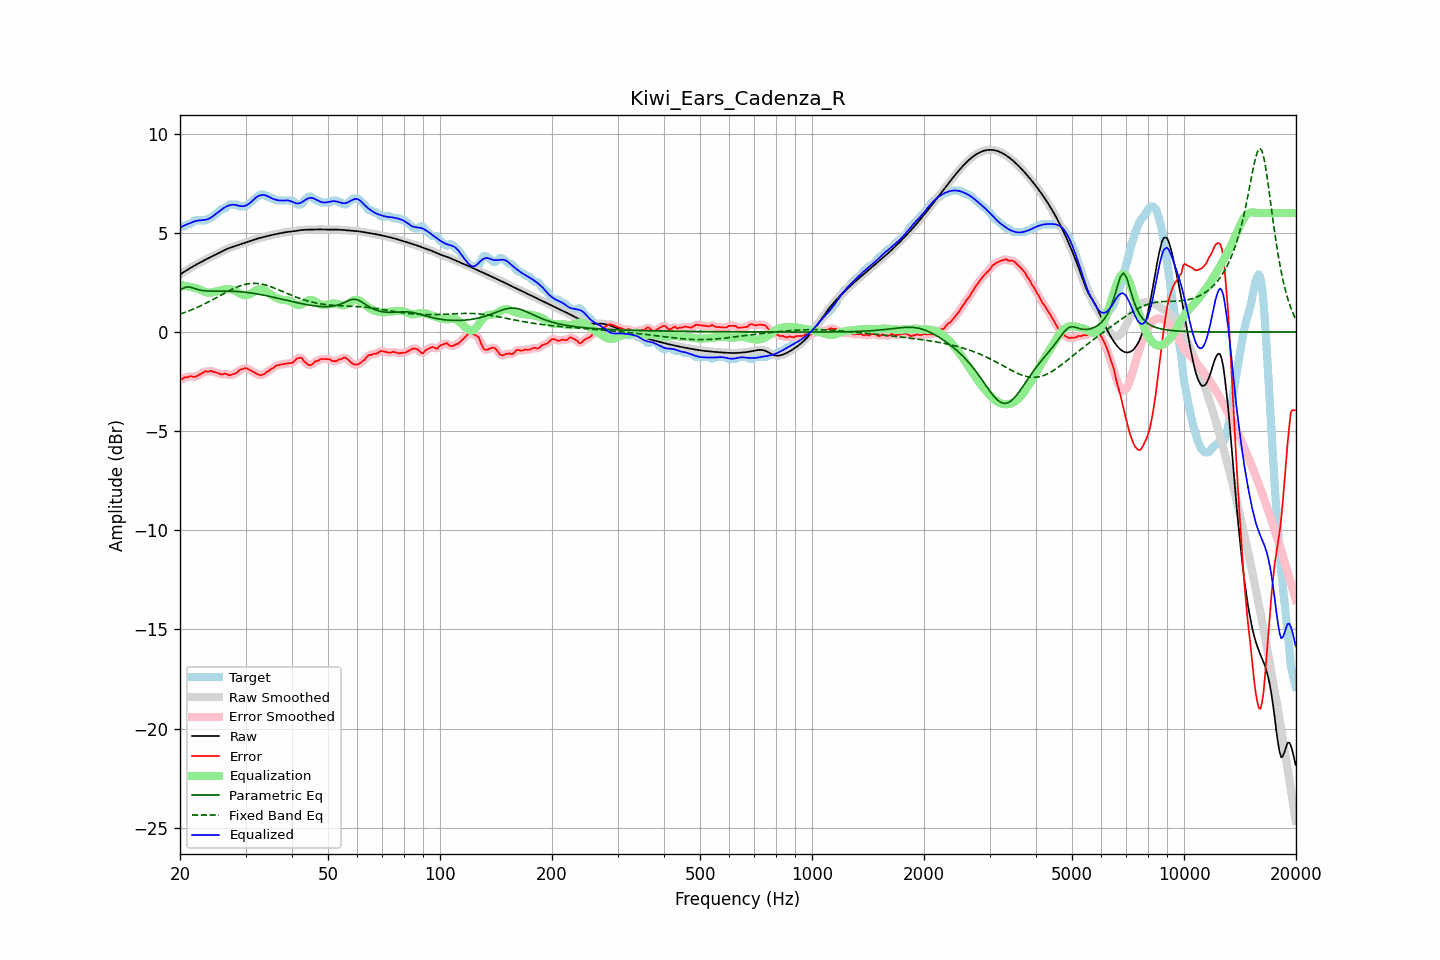 Kiwi_Ears_Cadenza_R
10
5
0
−5
−10
−15
−20
−25
Amplitude (dBr)
Target
Raw Smoothed
Error Smoothed
Raw
Error
Equalization
Parametric Eq
Fixed Band Eq
Equalized
20 50 100 200 500 1000 2000 5000 10000 20000
Frequency (Hz)